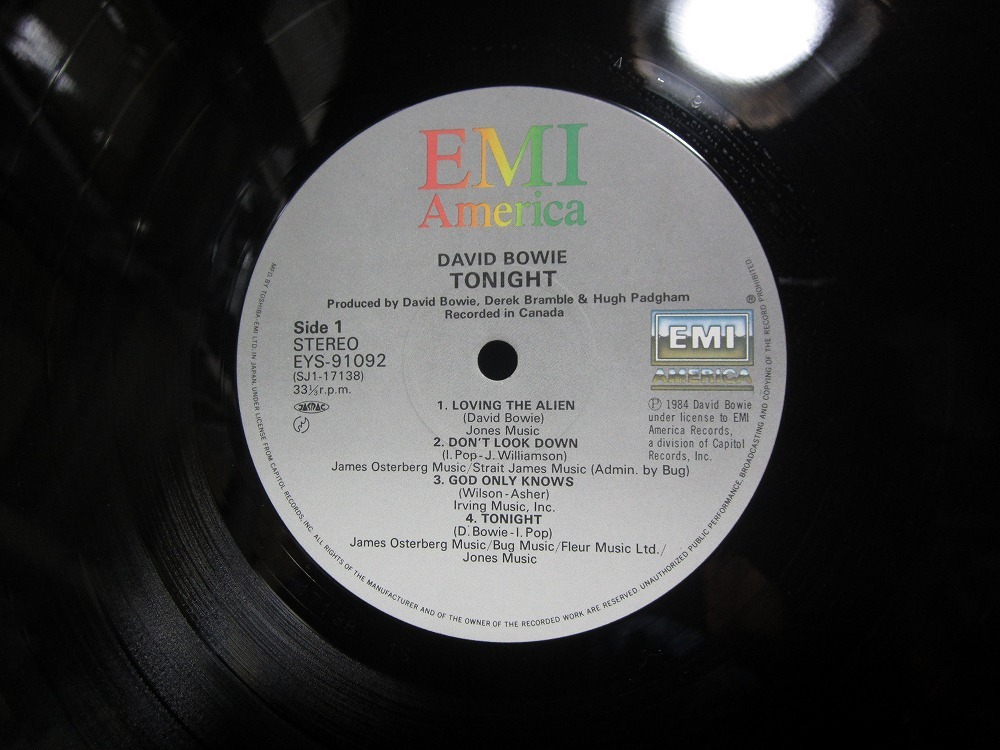 EMI
America
DAVID BOWIE
TONIGHT
Produced by David Bowie, Derek Bramble & Hugh Padgham
Recorded in Canada
Side 1
STEREO
EYS-91092
(SJ1-17138)
33⅓r.p.m.
JASRAC
®
EMI
AMERICA
Ⓟ 1984 David Bowie
under license to EMI
America Records,
a division of Capitol
Records, Inc.
1. LOVING THE ALIEN
(David Bowie)
Jones Music
2. DON'T LOOK DOWN
(I. Pop-J. Williamson)
James Osterberg Music/Strait James Music (Admin. by Bug)
3. GOD ONLY KNOWS
(Wilson-Asher)
Irving Music, Inc.
4. TONIGHT
(D. Bowie-I. Pop)
James Osterberg Music/Bug Music/Fleur Music Ltd./
Jones Music
MFD. BY TOSHIBA-EMI LTD. IN JAPAN. UNDER LICENSE FROM CAPITOL RECORDS, INC. ALL RIGHTS OF THE MANUFACTURER AND OF THE OWNER OF THE RECORDED WORK ARE RESERVED. UNAUTHORIZED PUBLIC PERFORMANCE, BROADCASTING AND COPYING OF THE RECORD PROHIBITED.